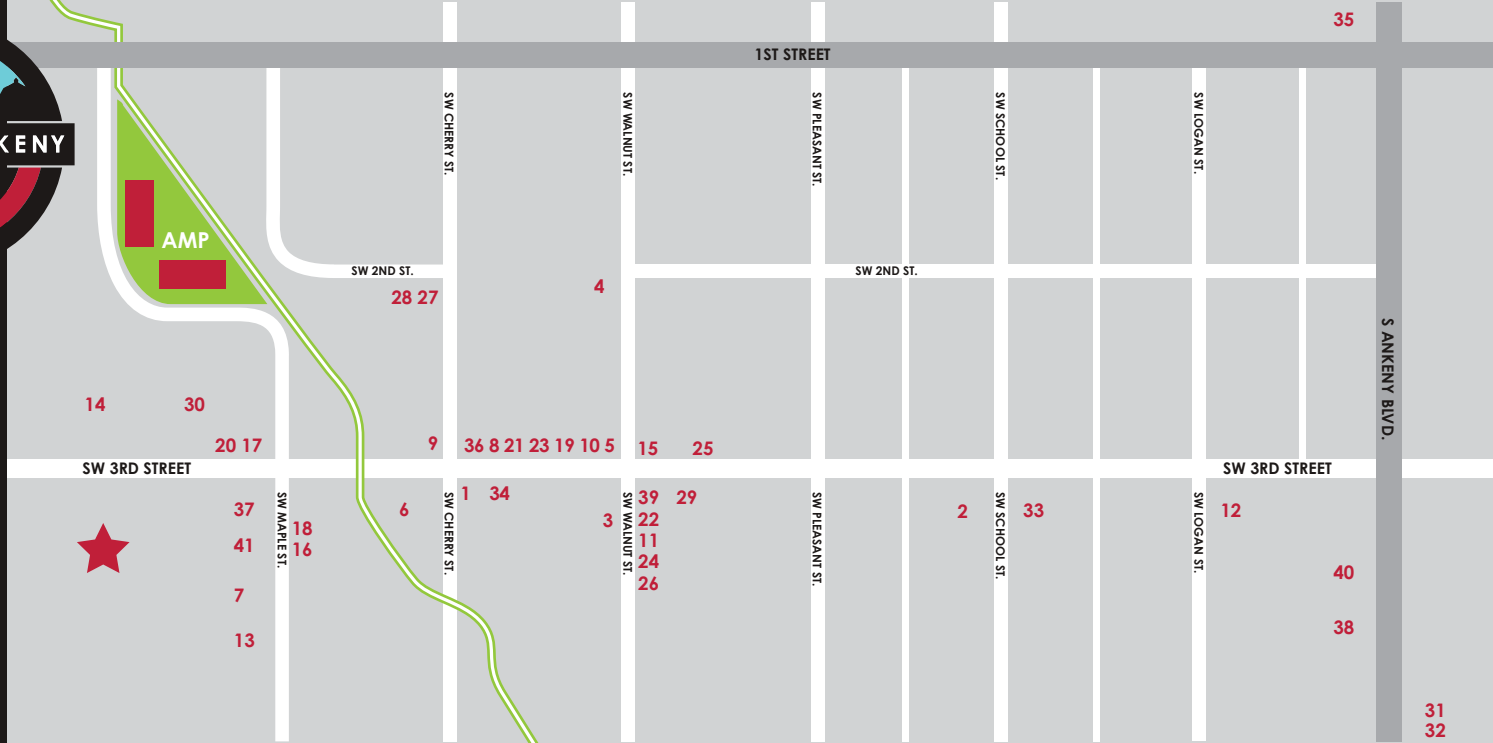 35
1ST STREET
KENY
SW CHERRY ST.
SW WALNUT ST.
SW PLEASANT ST.
SW SCHOOL ST.
SW LOGAN ST.
AMP
SW 2ND ST.
SW 2ND ST.
28 27
4
S ANKENY BLVD.
14
30
20 17
9
36 8 21 23 19 10 5
15
25
SW 3RD STREET
SW 3RD STREET
1
34
39
29
37
SW MAPLE ST.
18
6
SW CHERRY ST.
3
SW WALNUT ST.
22
SW PLEASANT ST.
2
SW SCHOOL ST.
33
SW LOGAN ST.
12
41
16
11
24
40
7
26
13
38
31
32